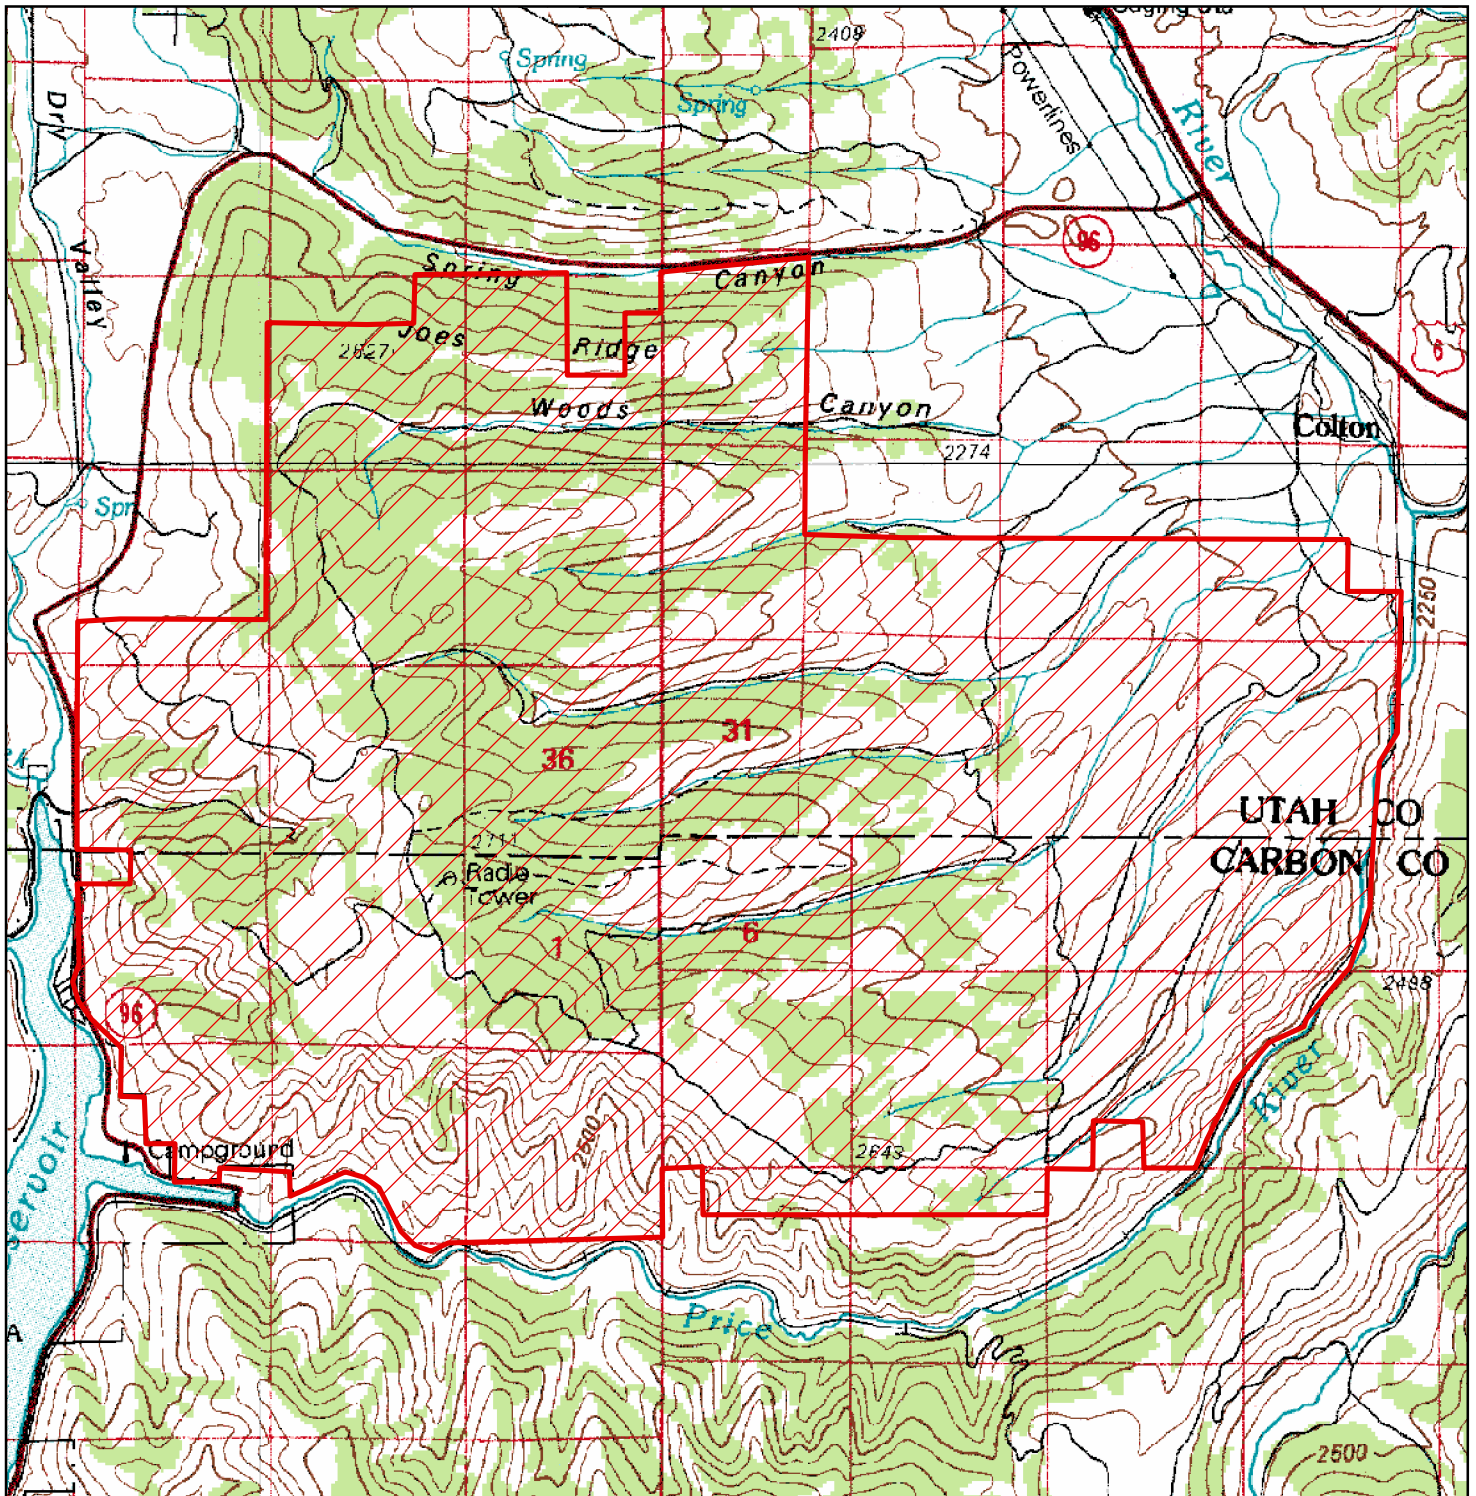 2409
Spring
Spring
Powerlines
River
Dry
Valley
96
Spring
Canyon
Joes
2627
Ridge
6
Woods
Canyon
Colton
2274
Spr
2250
31
36
UTAH CO
2711
CARBON CO
Radio
Tower
6
1
2498
96
River
2500
Campground
2643
servoir
Price
A
2500